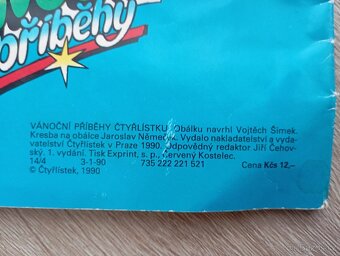 příběhy
VÁNOČNÍ PŘÍBĚHY ČTYŘLÍSTKU. Obálku navrhl Vojtěch Šimek.
Kresba na obálce Jaroslav Němeček. Vydalo nakladatelství a vyda-
vatelství Čtyřlístek v Praze 1990. Odpovědný redaktor Jiří Čehov-
ský. 1. vydání. Tisk Exprint, s. p., Červený Kostelec.
14/4 3-1-90 735 222 221 521 Cena Kčs 12,–
© Čtyřlístek, 1990